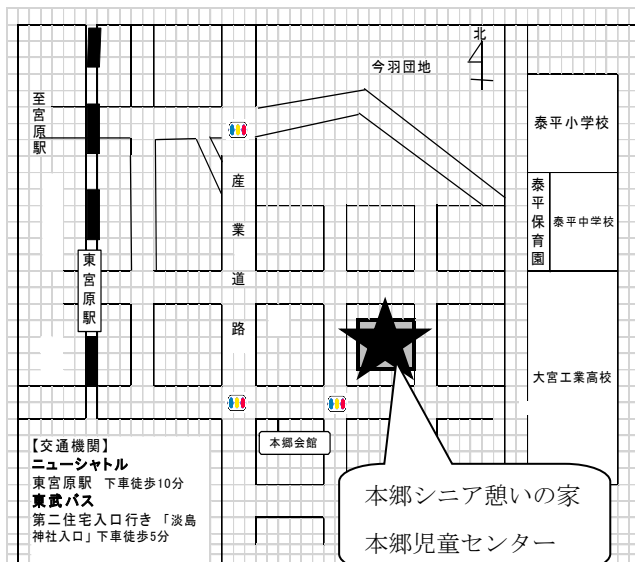 北
今羽団地
至宮原駅
泰平小学校
産業道路
泰平保育園
泰平中学校
東宮原駅
大宮工業高校
本郷会館
【交通機関】
ニューシャトル
東宮原駅 下車徒歩10分
東武バス
第二住宅入口行き 「淡島
神社入口」下車徒歩5分
本郷シニア憩いの家
本郷児童センター